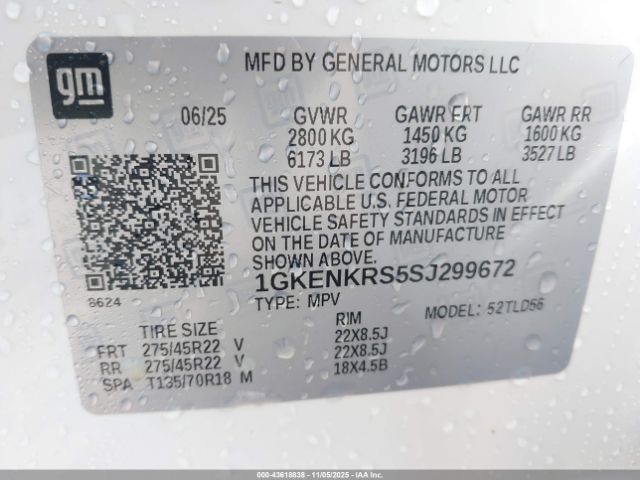 gm
MFD BY GENERAL MOTORS LLC
06/25 GVWR GAWR FRT GAWR RR
2800 KG 1450 KG 1600 KG
6173 LB 3196 LB 3527 LB
THIS VEHICLE CONFORMS TO ALL
APPLICABLE U.S. FEDERAL MOTOR
VEHICLE SAFETY STANDARDS IN EFFECT
ON THE DATE OF MANUFACTURE
SHOWN ABOVE.
1GKENKRS5SJ299672
8624
TYPE: MPV MODEL: 52TLD56
TIRE SIZE RIM
FRT 275/45R22 V 22X8.5J
RR 275/45R22 V 22X8.5J
SPA T135/70R18 M 18X4.5B
000-43618838 - 11/05/2025 - IAAI.COM